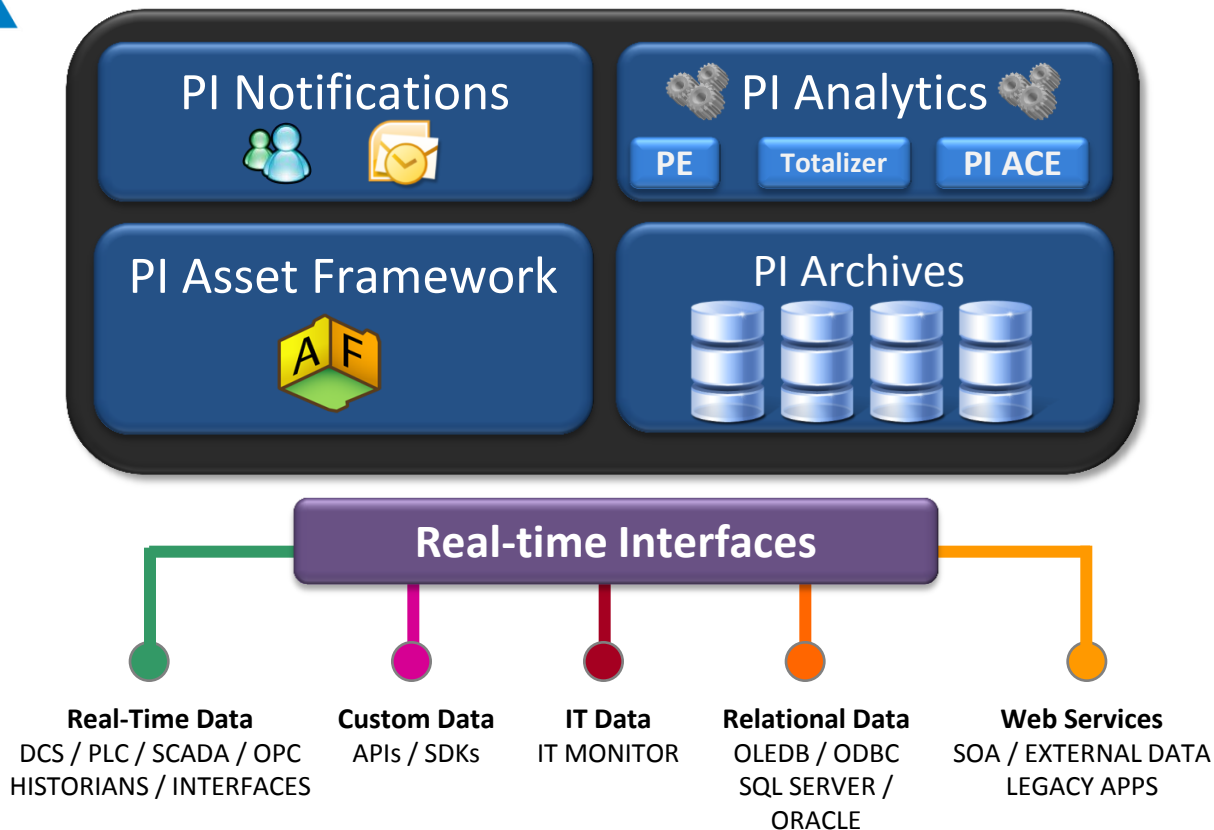 PI Notifications
PI Analytics
PE
Totalizer
PI ACE
PI Asset Framework
A F
PI Archives
Real-time Interfaces
Real-Time Data
DCS / PLC / SCADA / OPC
HISTORIANS / INTERFACES
Custom Data
APIs / SDKs
IT Data
IT MONITOR
Relational Data
OLEDB / ODBC
SQL SERVER /
ORACLE
Web Services
SOA / EXTERNAL DATA
LEGACY APPS